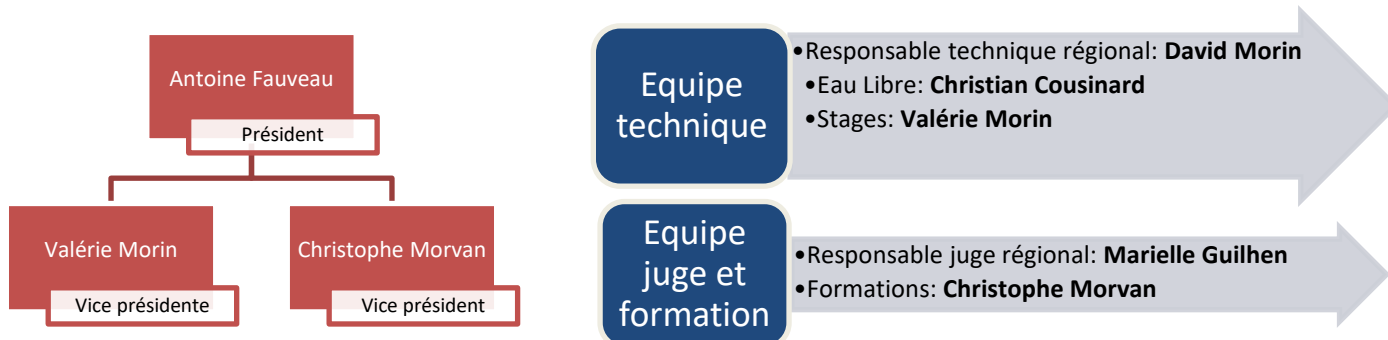 Antoine Fauveau
Président
Valérie Morin
Vice présidente
Christophe Morvan
Vice président
Equipe
technique
•Responsable technique régional: David Morin
•Eau Libre: Christian Cousinard
•Stages: Valérie Morin
Equipe
juge et
formation
•Responsable juge régional: Marielle Guilhen
•Formations: Christophe Morvan